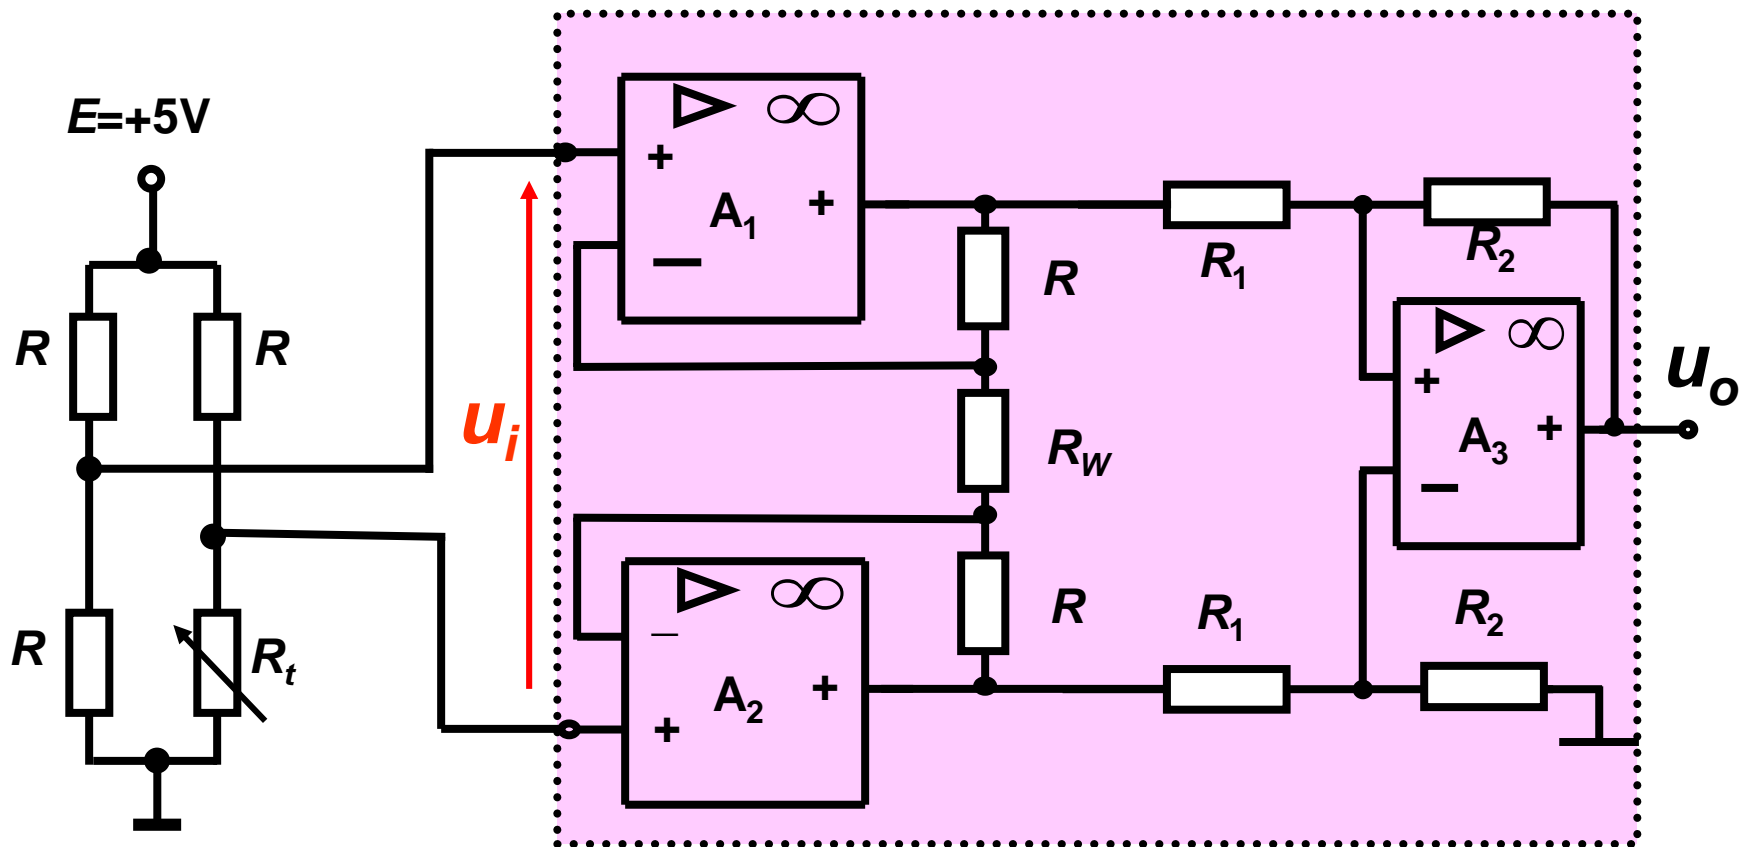 E=+5V
R
R
R
Rt
ui
∞
+
A1
+
−
R
RW
R
∞
−
A2
+
+
R1
R2
∞
+
A3
+
−
R1
R2
uo